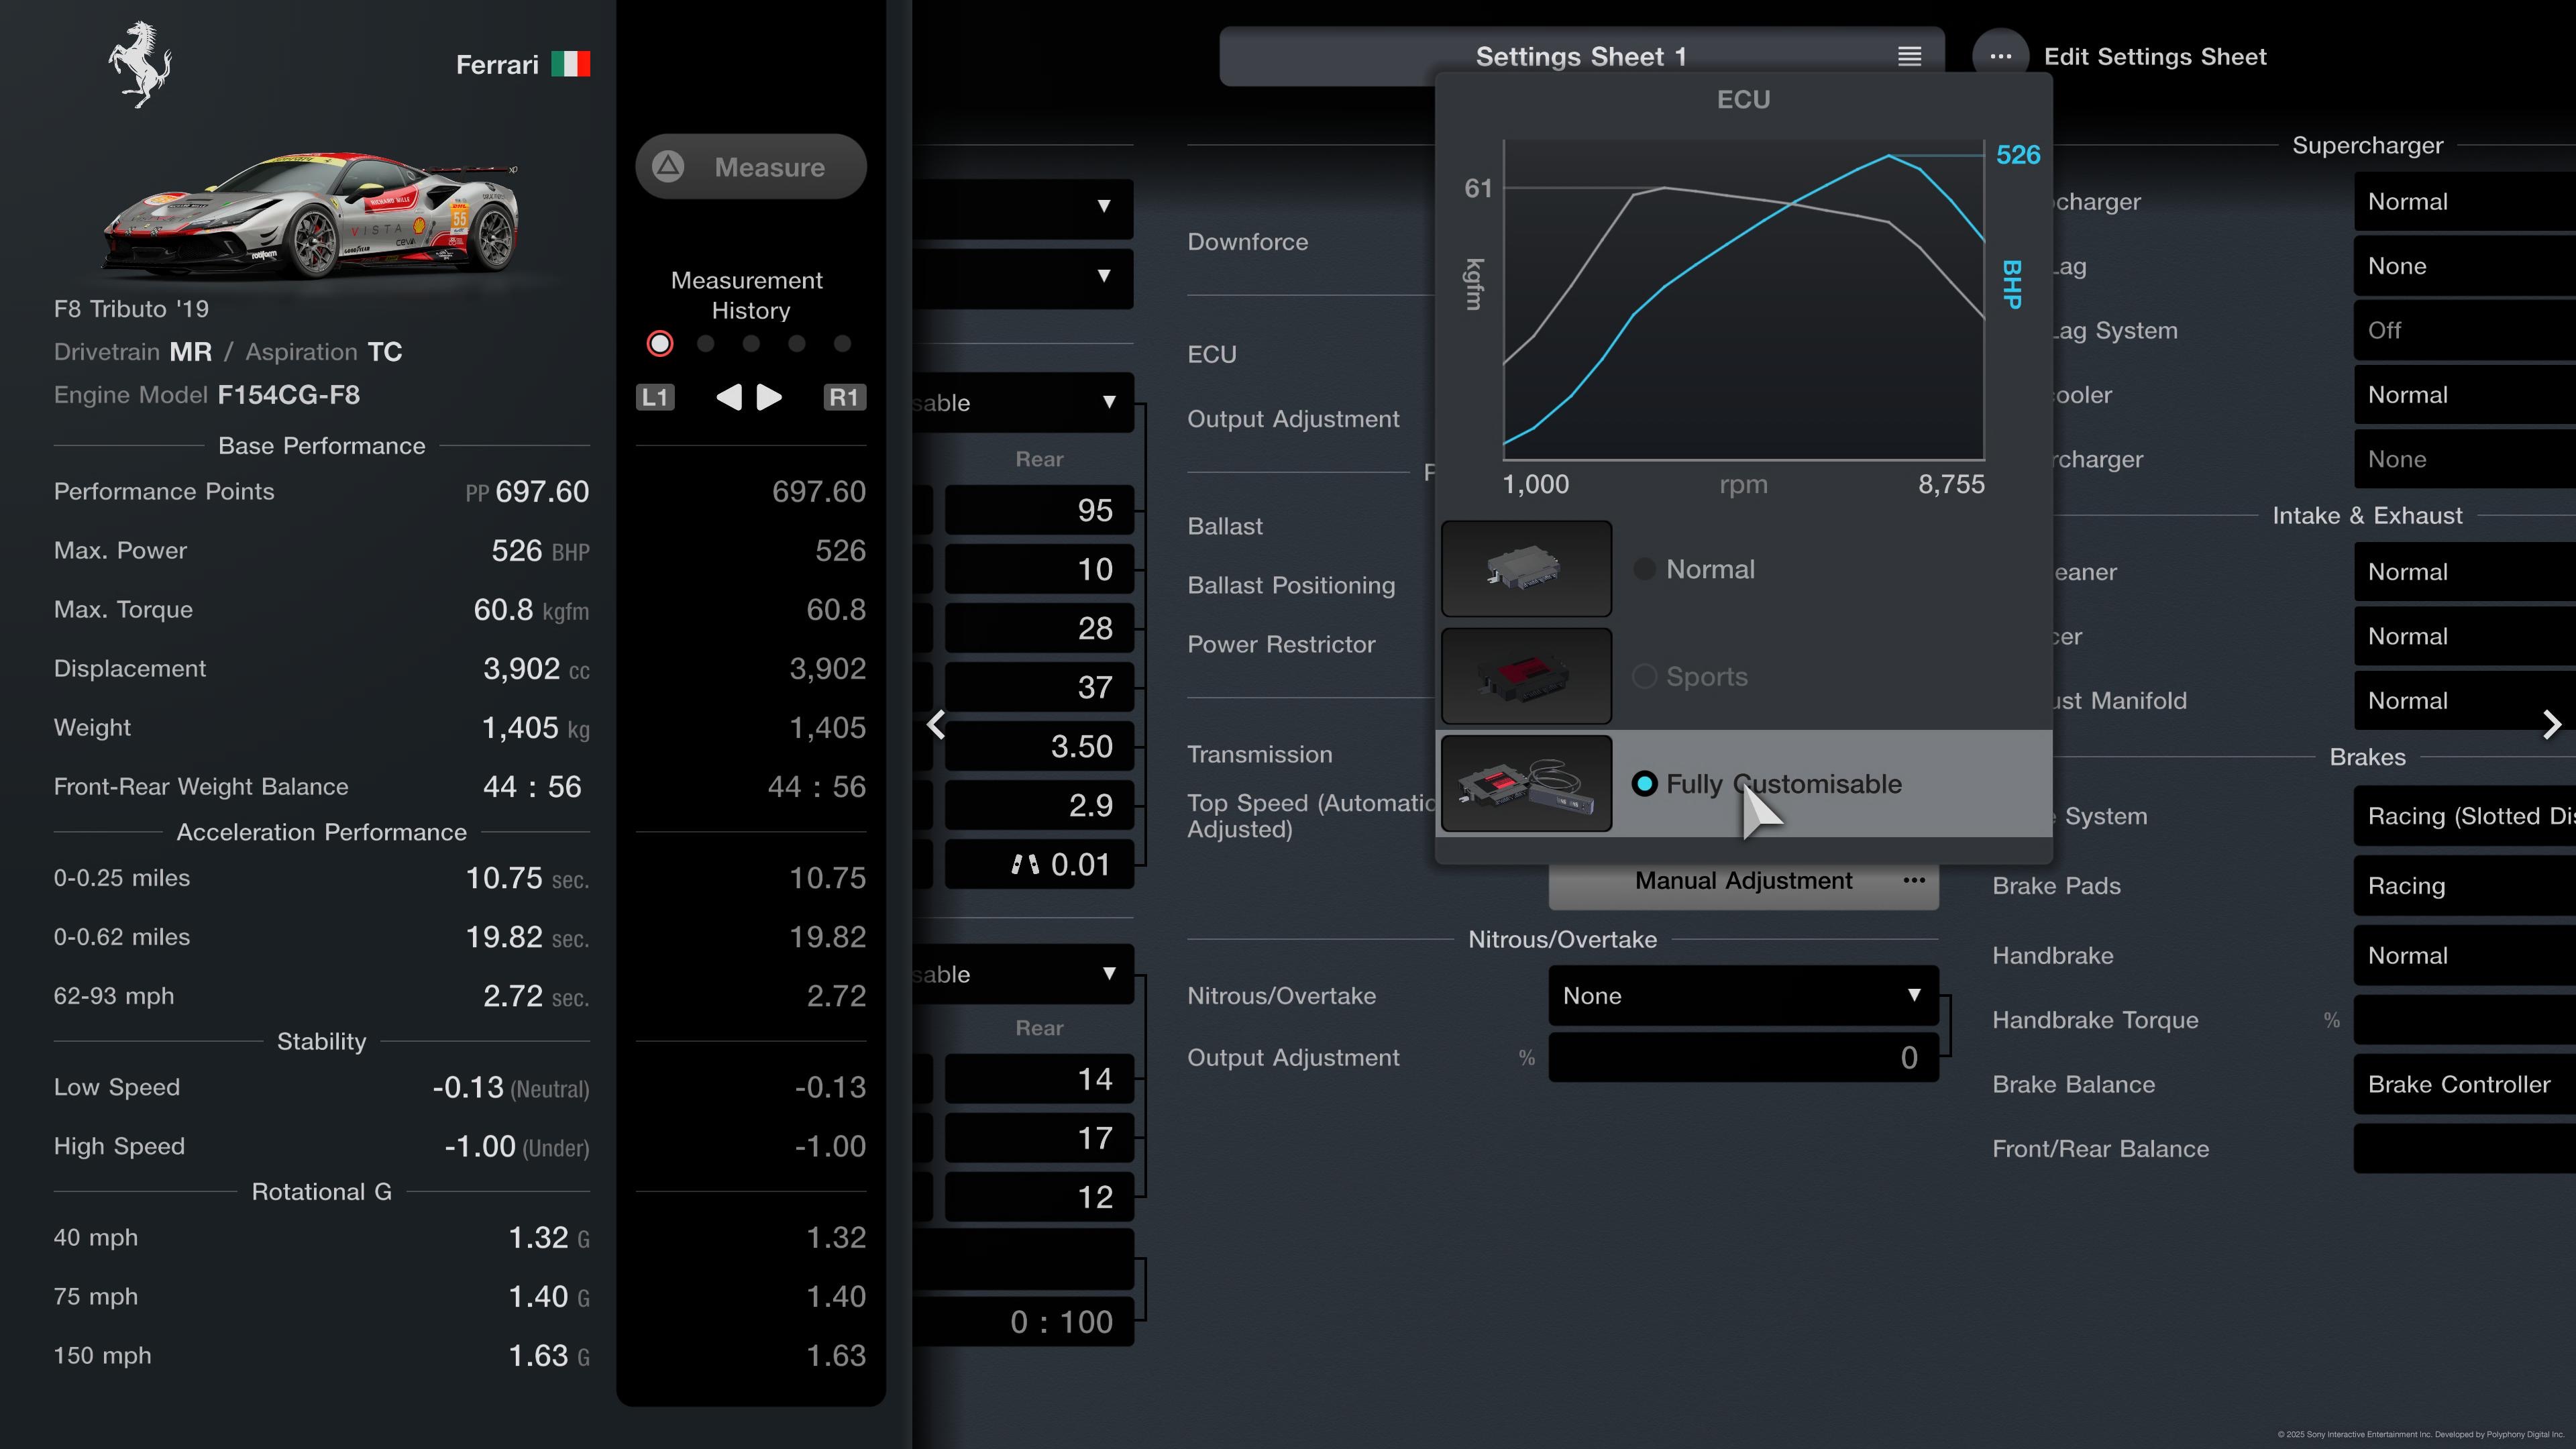 Ferrari
F8 Tributo '19
Drivetrain MR / Aspiration TC
Engine Model F154CG-F8
Base Performance
Performance Points PP 697.60
Max. Power 526 BHP
Max. Torque 60.8 kgfm
Displacement 3,902 cc
Weight 1,405 kg
Front-Rear Weight Balance 44 : 56
Acceleration Performance
0-0.25 miles 10.75 sec.
0-0.62 miles 19.82 sec.
62-93 mph 2.72 sec.
Stability
Low Speed -0.13 (Neutral)
High Speed -1.00 (Under)
Rotational G
40 mph 1.32 G
75 mph 1.40 G
150 mph 1.63 G
Measure
Measurement
History
L1 R1
697.60
526
60.8
3,902
1,405
44 : 56
10.75
19.82
2.72
-0.13
-1.00
1.32
1.40
1.63
sable
Rear
95
10
28
37
3.50
2.9
0.01
sable
Rear
14
17
12
0 : 100
Settings Sheet 1
Edit Settings Sheet
Downforce
ECU
Output Adjustment
P
Ballast
Ballast Positioning
Power Restrictor
Transmission
Top Speed (Automatic
Adjusted)
Manual Adjustment
Nitrous/Overtake
Nitrous/Overtake None
Output Adjustment % 0
ECU
526
61
kgfm
BHP
1,000 rpm 8,755
Normal
Sports
Fully Customisable
Supercharger
ocharger Normal
Lag None
Lag System Off
cooler Normal
rcharger None
Intake & Exhaust
eaner Normal
cer Normal
ust Manifold Normal
Brakes
e System Racing (Slotted Dis
Brake Pads Racing
Handbrake Normal
Handbrake Torque %
Brake Balance Brake Controller
Front/Rear Balance
© 2025 Sony Interactive Entertainment Inc. Developed by Polyphony Digital Inc.
VISTA
RICHARD MILLE
55
CEVA
rotiform